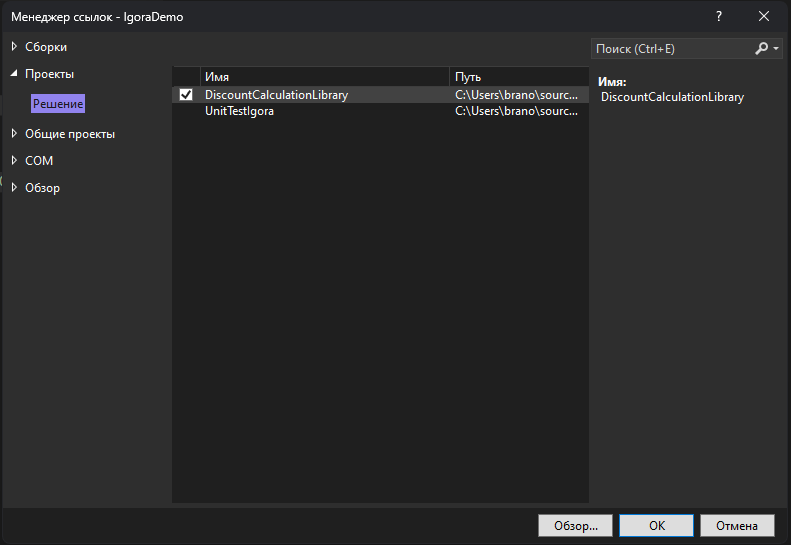 Менеджер ссылок - IgoraDemo
?
Сборки
Проекты
Решение
Общие проекты
COM
Обзор
Имя Путь
DiscountCalculationLibrary C:\Users\brano\sourc...
UnitTestIgora C:\Users\brano\sourc...
Поиск (Ctrl+E)
Имя:
DiscountCalculationLibrary
Обзор... ОК Отмена